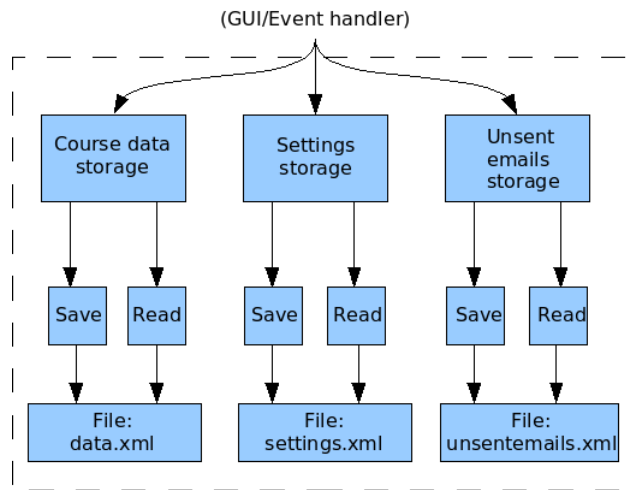 (GUI/Event handler)
Course data
storage
Settings
storage
Unsent
emails
storage
Save
Read
Save
Read
Save
Read
File:
data.xml
File:
settings.xml
File:
unsentemails.xml